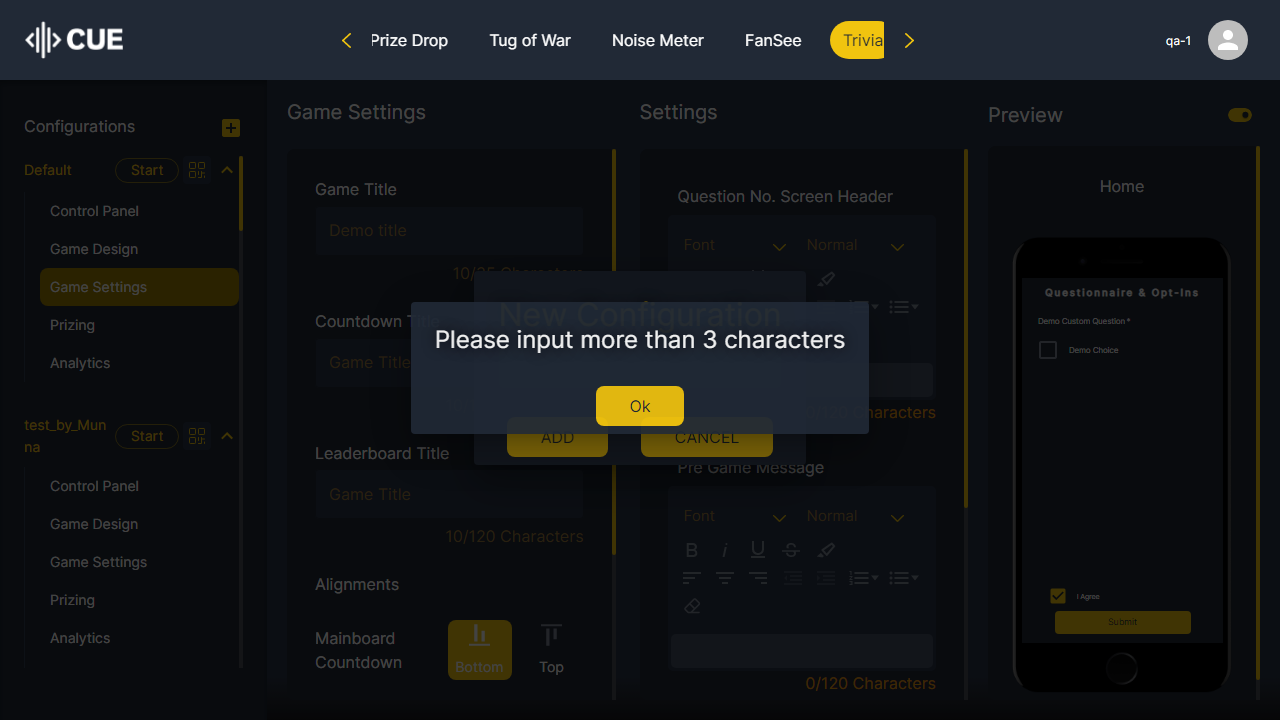 CUE
Prize Drop
Tug of War
Noise Meter
FanSee
Trivia
qa-1
Configurations
Default
Start
Control Panel
Game Design
Game Settings
Prizing
Analytics
test_by_Mun
na
Start
Control Panel
Game Design
Game Settings
Prizing
Analytics
Game Settings
Game Title
Demo title
10/25 Characters
Countdown Title
Game Title
Leaderboard Title
Game Title
10/120 Characters
Alignments
Mainboard
Countdown
Bottom
Top
New Configuration
Please input more than 3 characters
Ok
ADD
CANCEL
Settings
Question No. Screen Header
Font
Normal
Characters
Pre Game Message
Font
Normal
0/120 Characters
Preview
Home
Questionnaire & Opt-Ins
Demo Custom Question *
Demo Choice
I Agree
Submit